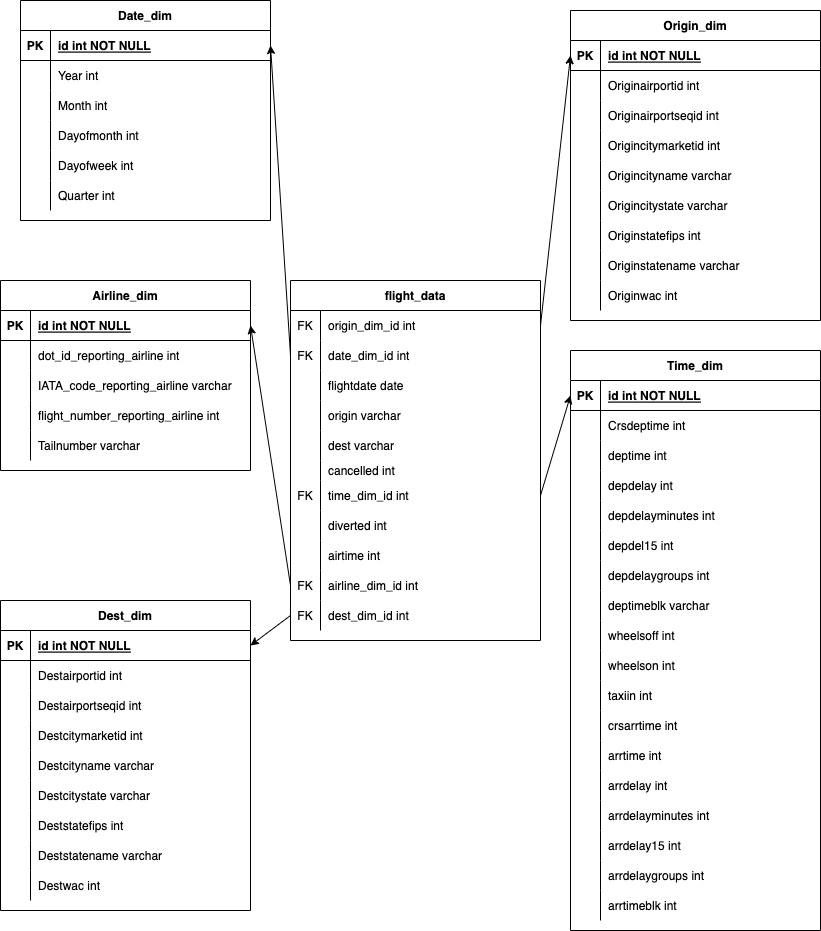 Date_dim
PK id int NOT NULL
Year int
Month int
Dayofmonth int
Dayofweek int
Quarter int
Origin_dim
PK id int NOT NULL
Originairportid int
Originairportseqid int
Origincitymarketid int
Origincityname varchar
Origincitystate varchar
Originstatefips int
Originstatename varchar
Originwac int
Airline_dim
PK id int NOT NULL
dot_id_reporting_airline int
IATA_code_reporting_airline varchar
flight_number_reporting_airline int
Tailnumber varchar
flight_data
FK origin_dim_id int
FK date_dim_id int
flightdate date
origin varchar
dest varchar
cancelled int
FK time_dim_id int
diverted int
airtime int
FK airline_dim_id int
FK dest_dim_id int
Time_dim
PK id int NOT NULL
Crsdeptime int
deptime int
depdelay int
depdelayminutes int
depdel15 int
depdelaygroups int
deptimeblk varchar
wheelsoff int
wheelson int
taxiin int
crsarrtime int
arrtime int
arrdelay int
arrdelayminutes int
arrdelay15 int
arrdelaygroups int
arrtimeblk int
Dest_dim
PK id int NOT NULL
Destairportid int
Destairportseqid int
Destcitymarketid int
Destcityname varchar
Destcitystate varchar
Deststatefips int
Deststatename varchar
Destwac int